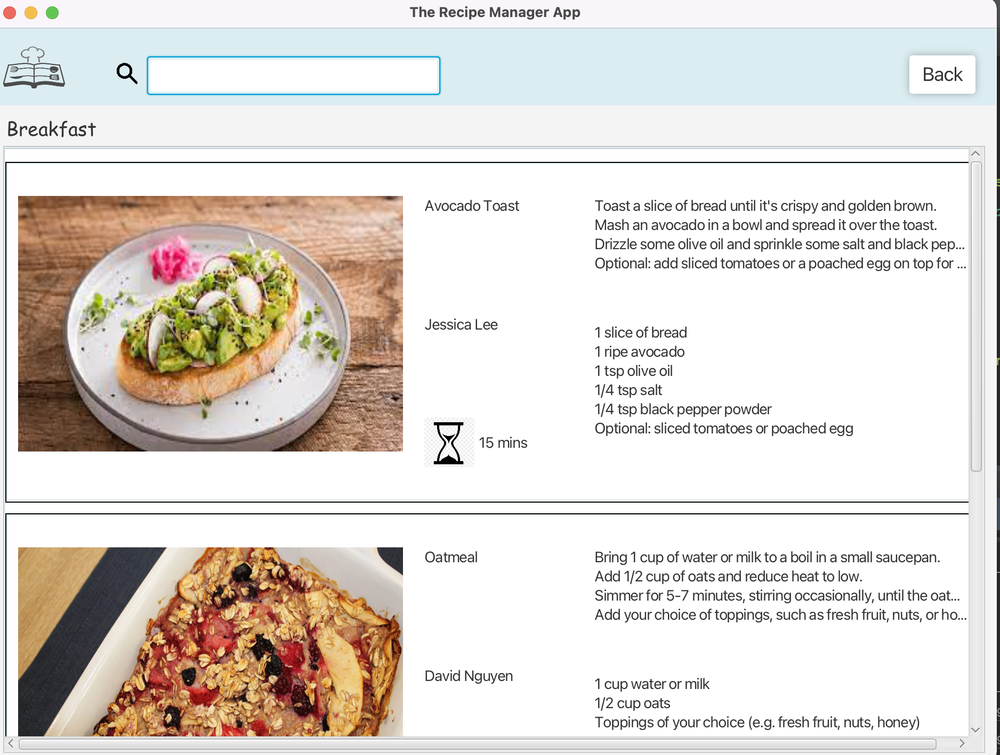 The Recipe Manager App
Back
Breakfast
Avocado Toast
Toast a slice of bread until it's crispy and golden brown.
Mash an avocado in a bowl and spread it over the toast.
Drizzle some olive oil and sprinkle some salt and black pep...
Optional: add sliced tomatoes or a poached egg on top for ...
Jessica Lee
1 slice of bread
1 ripe avocado
1 tsp olive oil
1/4 tsp salt
1/4 tsp black pepper powder
Optional: sliced tomatoes or poached egg
15 mins
Oatmeal
Bring 1 cup of water or milk to a boil in a small saucepan.
Add 1/2 cup of oats and reduce heat to low.
Simmer for 5-7 minutes, stirring occasionally, until the oat...
Add your choice of toppings, such as fresh fruit, nuts, or ho...
David Nguyen
1 cup water or milk
1/2 cup oats
Toppings of your choice (e.g. fresh fruit, nuts, honey)